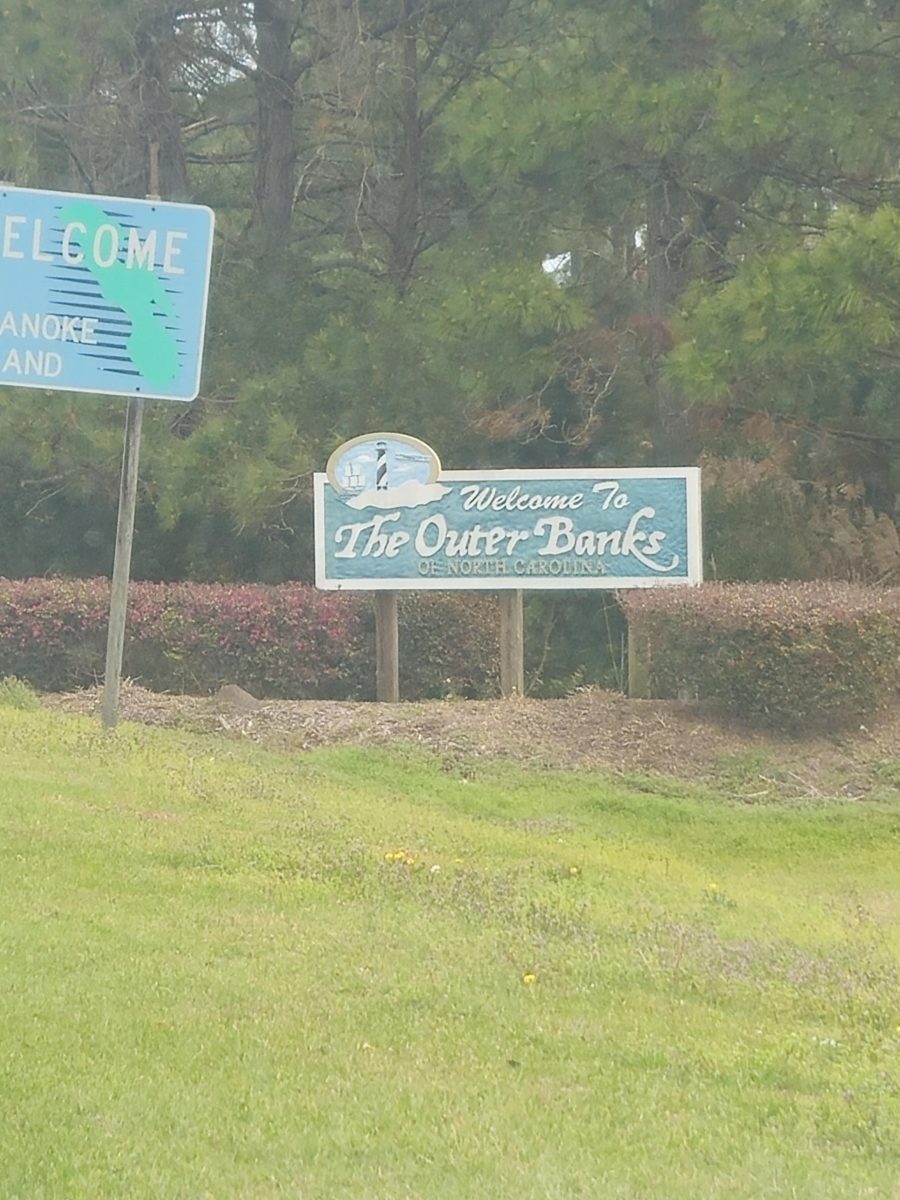 ELCOME
ANOKE
AND
Welcome To
The Outer Banks
OF NORTH CAROLINA